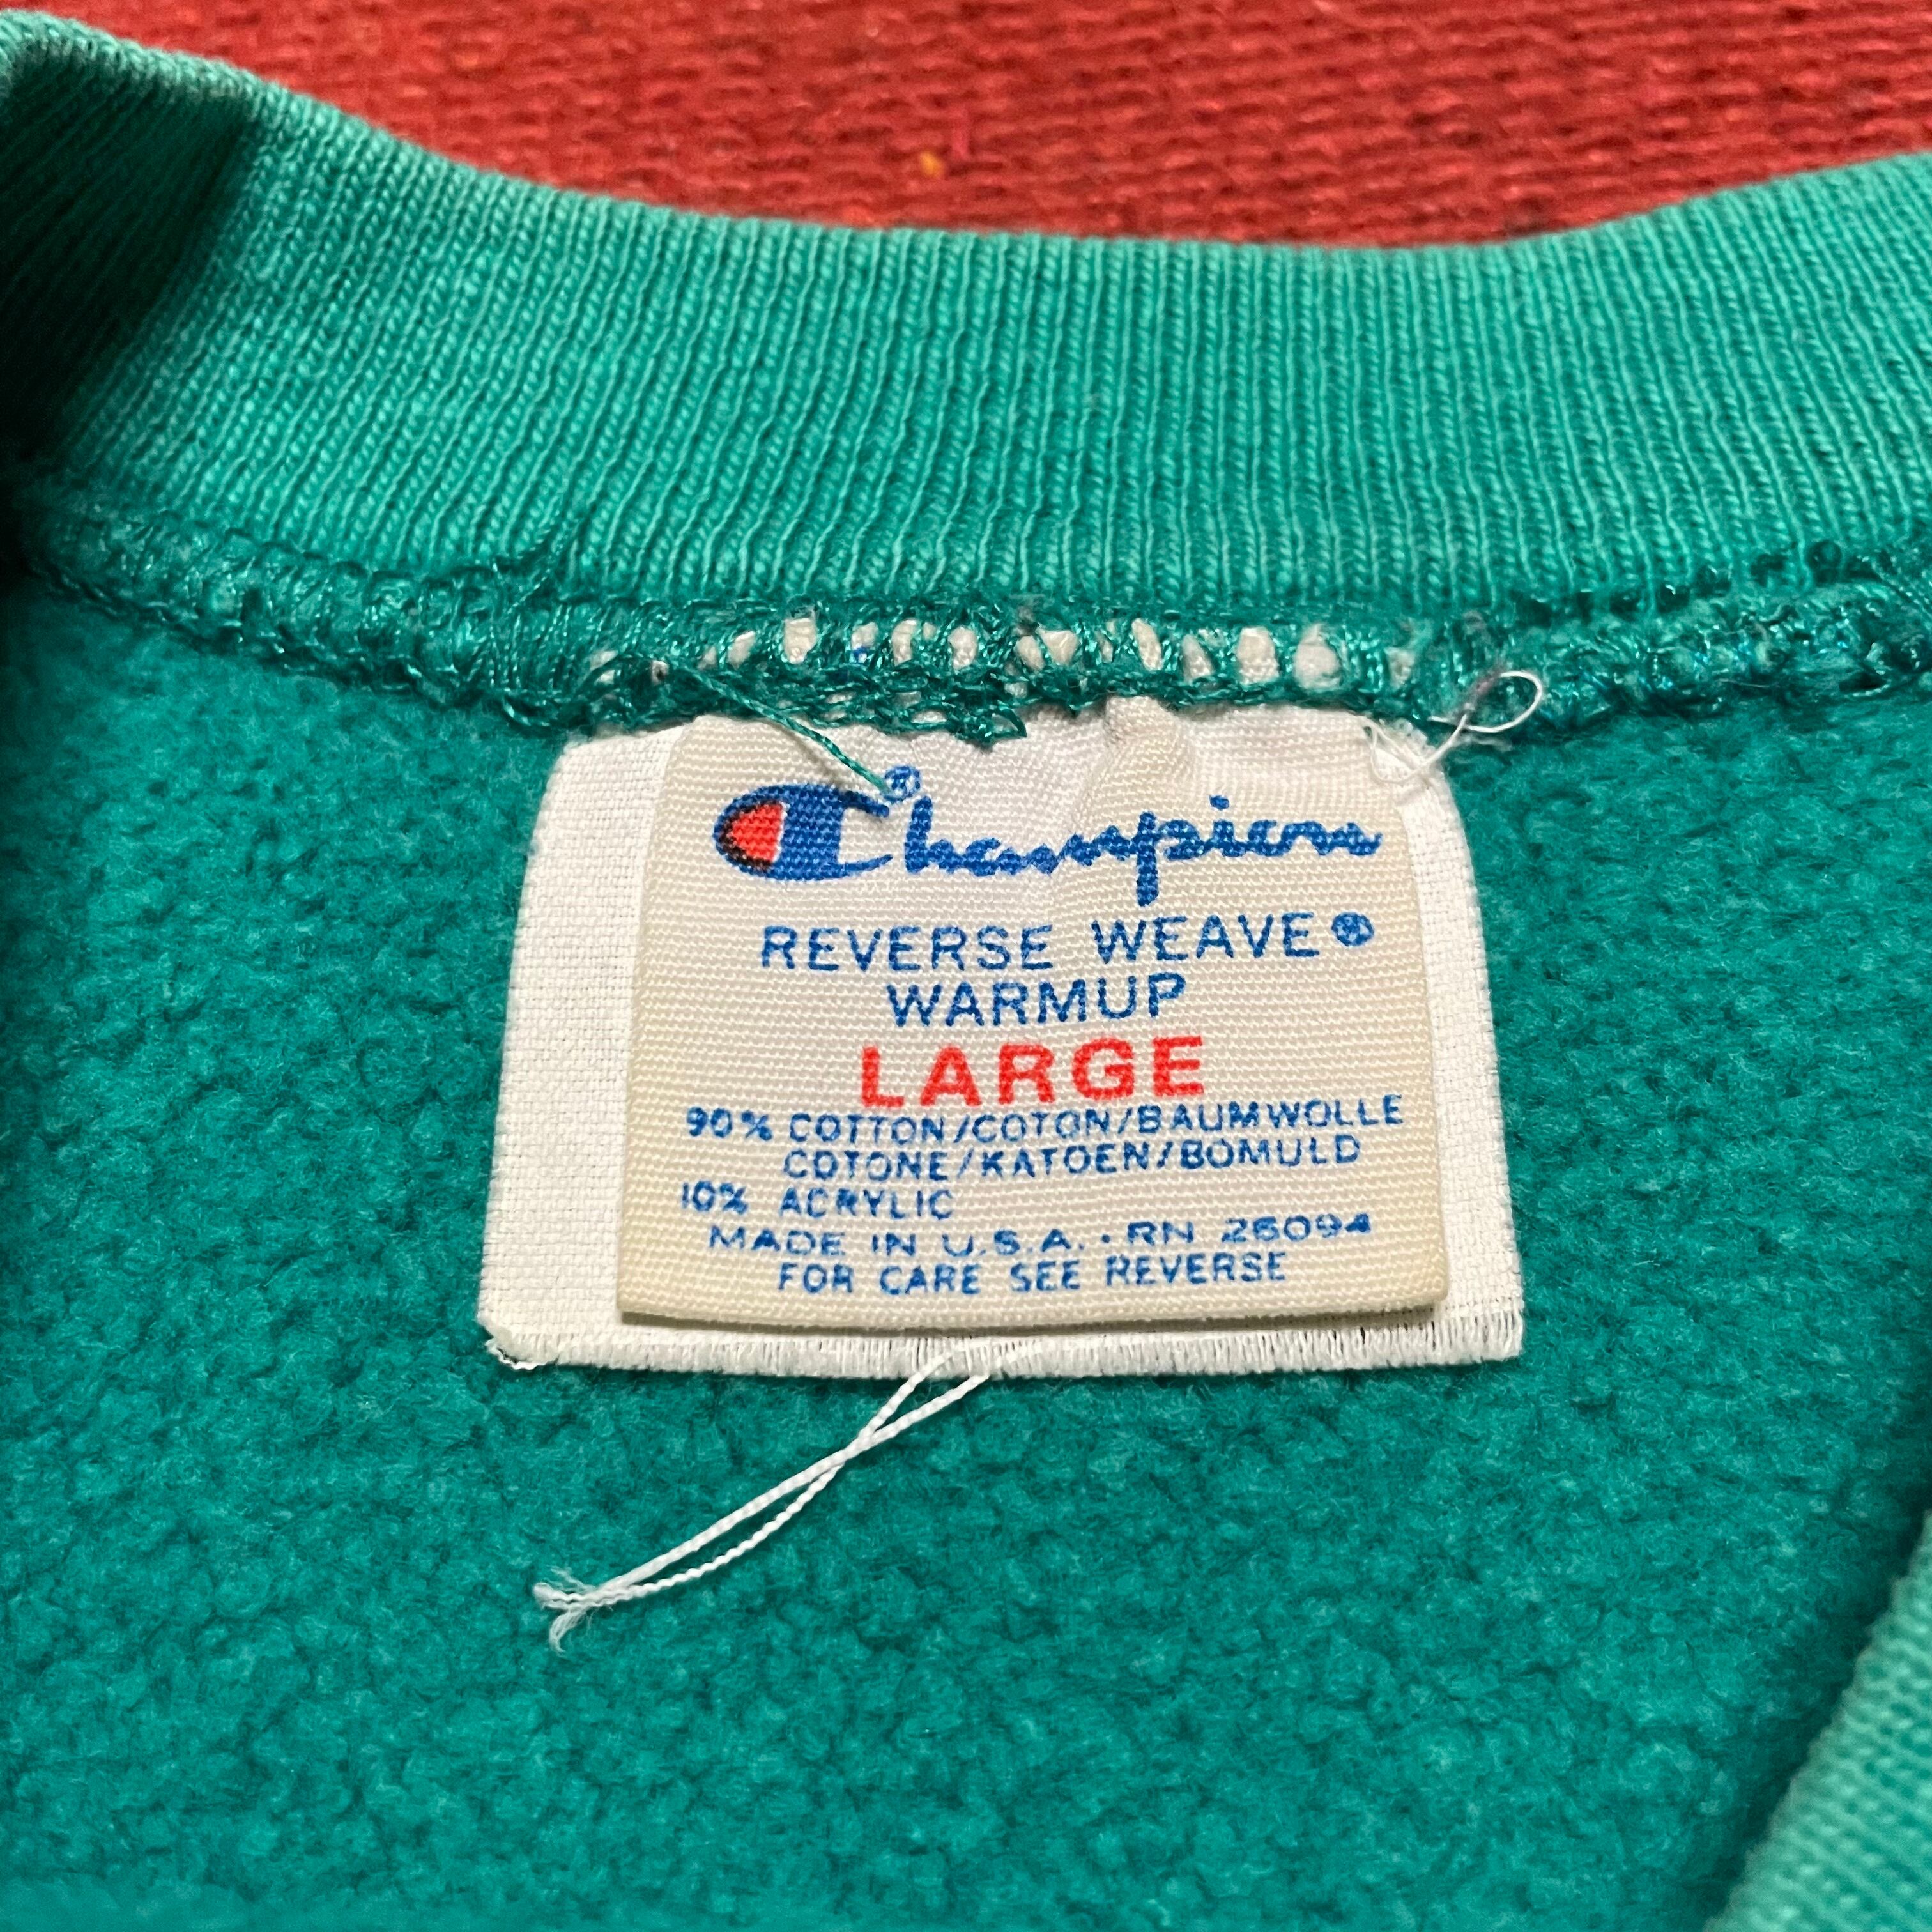 Champion®
REVERSE WEAVE®
WARMUP
LARGE
90% COTTON/COTON/BAUMWOLLE
COTONE/KATOEN/BOMULD
10% ACRYLIC
MADE IN U.S.A. · RN 26094
FOR CARE SEE REVERSE